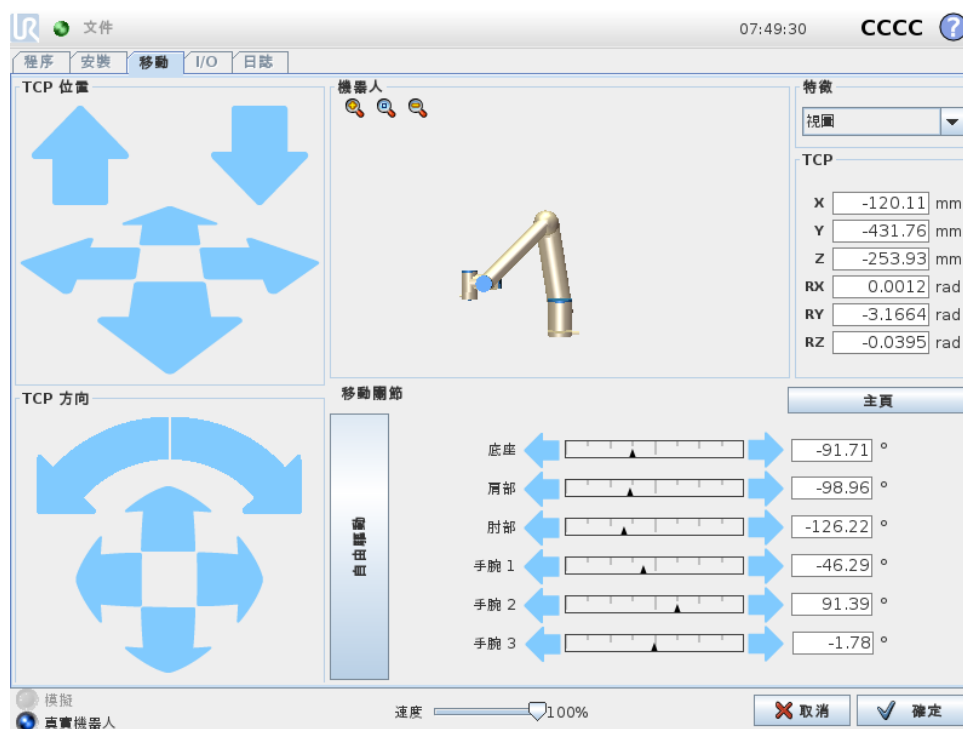 UR 文件 07:49:30 CCCC ?
程序 安裝 移動 I/O 日誌
TCP 位置
機器人
特徵
視圖
TCP
X -120.11 mm
Y -431.76 mm
Z -253.93 mm
RX 0.0012 rad
RY -3.1664 rad
RZ -0.0395 rad
TCP 方向
移動關節
主頁
自由驅動
底座 -91.71 °
肩部 -98.96 °
肘部 -126.22 °
手腕 1 -46.29 °
手腕 2 91.39 °
手腕 3 -1.78 °
模擬
真實機器人
速度 100%
取消
確定